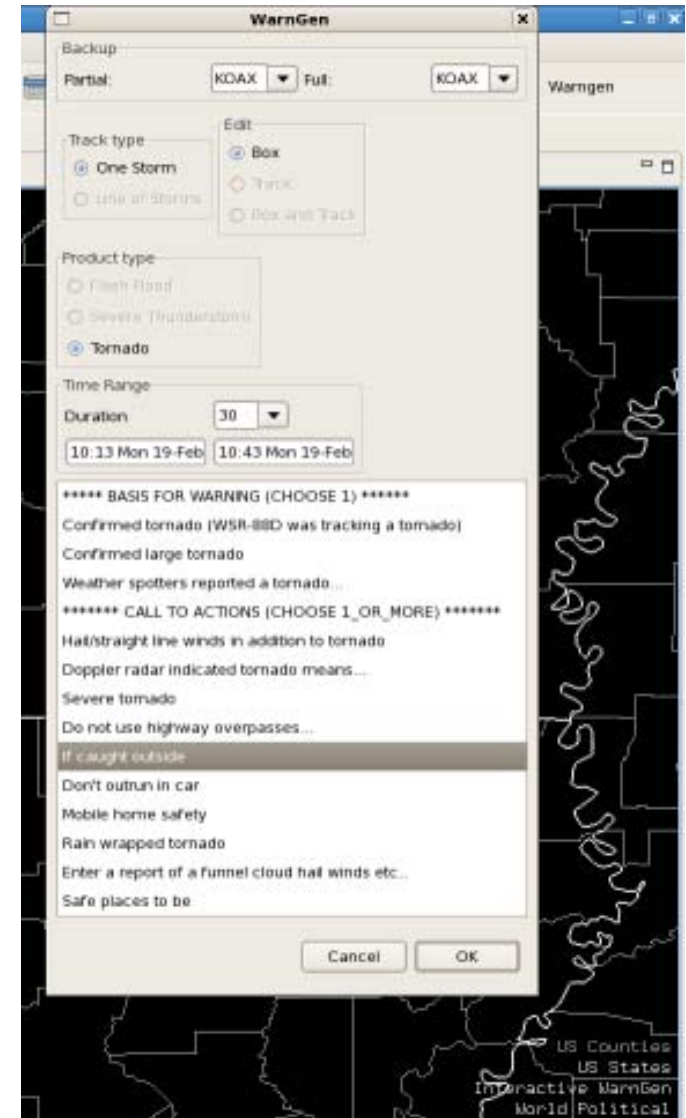 WarnGen
Backup
Partial: KOAX Full: KOAX
Warngen
Track type
One Storm
Line of Storms
Edit
Box
Track
Box and Track
Product type
Flash Flood
Severe Thunderstorm
Tornado
Time Range
Duration 30
10:13 Mon 19-Feb 10:43 Mon 19-Feb
***** BASIS FOR WARNING (CHOOSE 1) ******
Confirmed tornado (WSR-88D was tracking a tornado)
Confirmed large tornado
Weather spotters reported a tornado...
******* CALL TO ACTIONS (CHOOSE 1_OR_MORE) *******
Hail/straight line winds in addition to tornado
Doppler radar indicated tornado means...
Severe tornado
Do not use highway overpasses...
If caught outside
Don't outrun in car
Mobile home safety
Rain wrapped tornado
Enter a report of a funnel cloud hail winds etc..
Safe places to be
Cancel OK
US Counties
US States
Interactive WarnGen
World Political